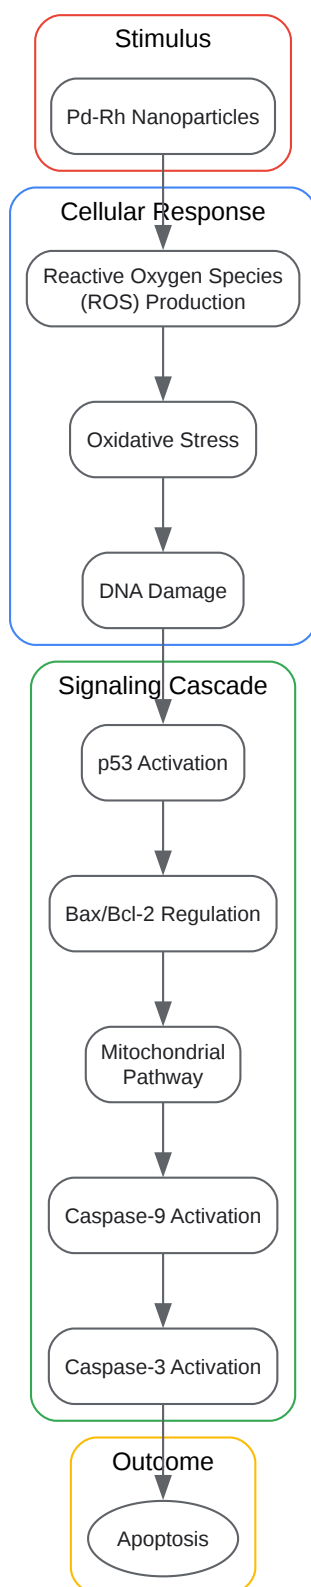 Stimulus
Pd-Rh Nanoparticles
Cellular Response
Reactive Oxygen Species
(ROS) Production
Oxidative Stress
DNA Damage
Signaling Cascade
p53 Activation
Bax/Bcl-2 Regulation
Mitochondrial
Pathway
Caspase-9 Activation
Caspase-3 Activation
Outcome
Apoptosis